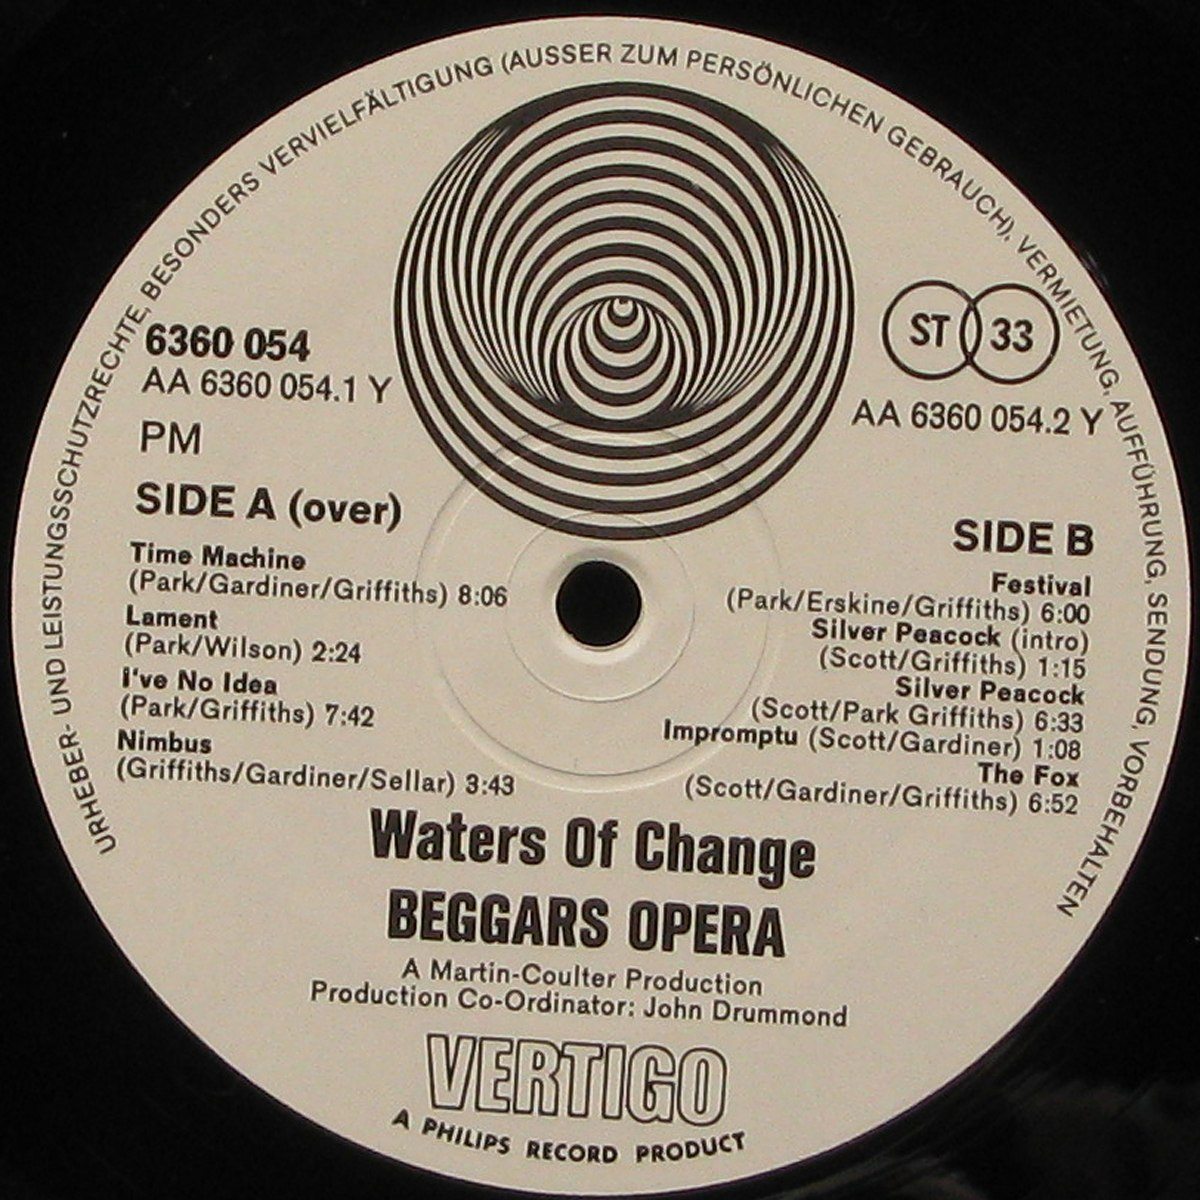 URHEBER- UND LEISTUNGSSCHUTZRECHTE, BESONDERS VERVIELFÄLTIGUNG (AUSSER ZUM PERSÖNLICHEN GEBRAUCH), VERMIETUNG, AUFFÜHRUNG, SENDUNG, VORBEHALTEN
6360 054
AA 6360 054.1 Y
PM
SIDE A (over)
Time Machine
(Park/Gardiner/Griffiths) 8:06
Lament
(Park/Wilson) 2:24
I've No Idea
(Park/Griffiths) 7:42
Nimbus
(Griffiths/Gardiner/Sellar) 3:43
ST 33
AA 6360 054.2 Y
SIDE B
Festival
(Park/Erskine/Griffiths) 6:00
Silver Peacock (intro)
(Scott/Griffiths) 1:15
Silver Peacock
(Scott/Park Griffiths) 6:33
Impromptu (Scott/Gardiner) 1:08
The Fox
(Scott/Gardiner/Griffiths) 6:52
Waters Of Change
BEGGARS OPERA
A Martin-Coulter Production
Production Co-Ordinator: John Drummond
VERTIGO
A PHILIPS RECORD PRODUCT